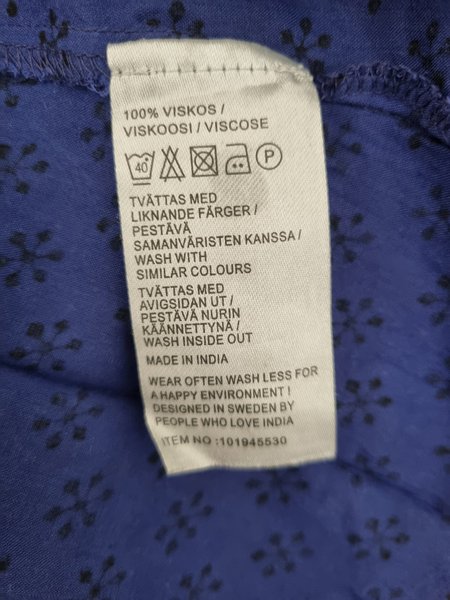 100% VISKOS /
VISKOOSI / VISCOSE
40 P
TVÄTTAS MED
LIKNANDE FÄRGER /
PESTÄVÄ
SAMANVÄRISTEN KANSSA /
WASH WITH
SIMILAR COLOURS
TVÄTTAS MED
AVIGSIDAN UT /
PESTÄVÄ NURIN
KÄÄNNETTYNÄ /
WASH INSIDE OUT
MADE IN INDIA
WEAR OFTEN WASH LESS FOR
A HAPPY ENVIRONMENT !
DESIGNED IN SWEDEN BY
PEOPLE WHO LOVE INDIA
ITEM NO :101945530